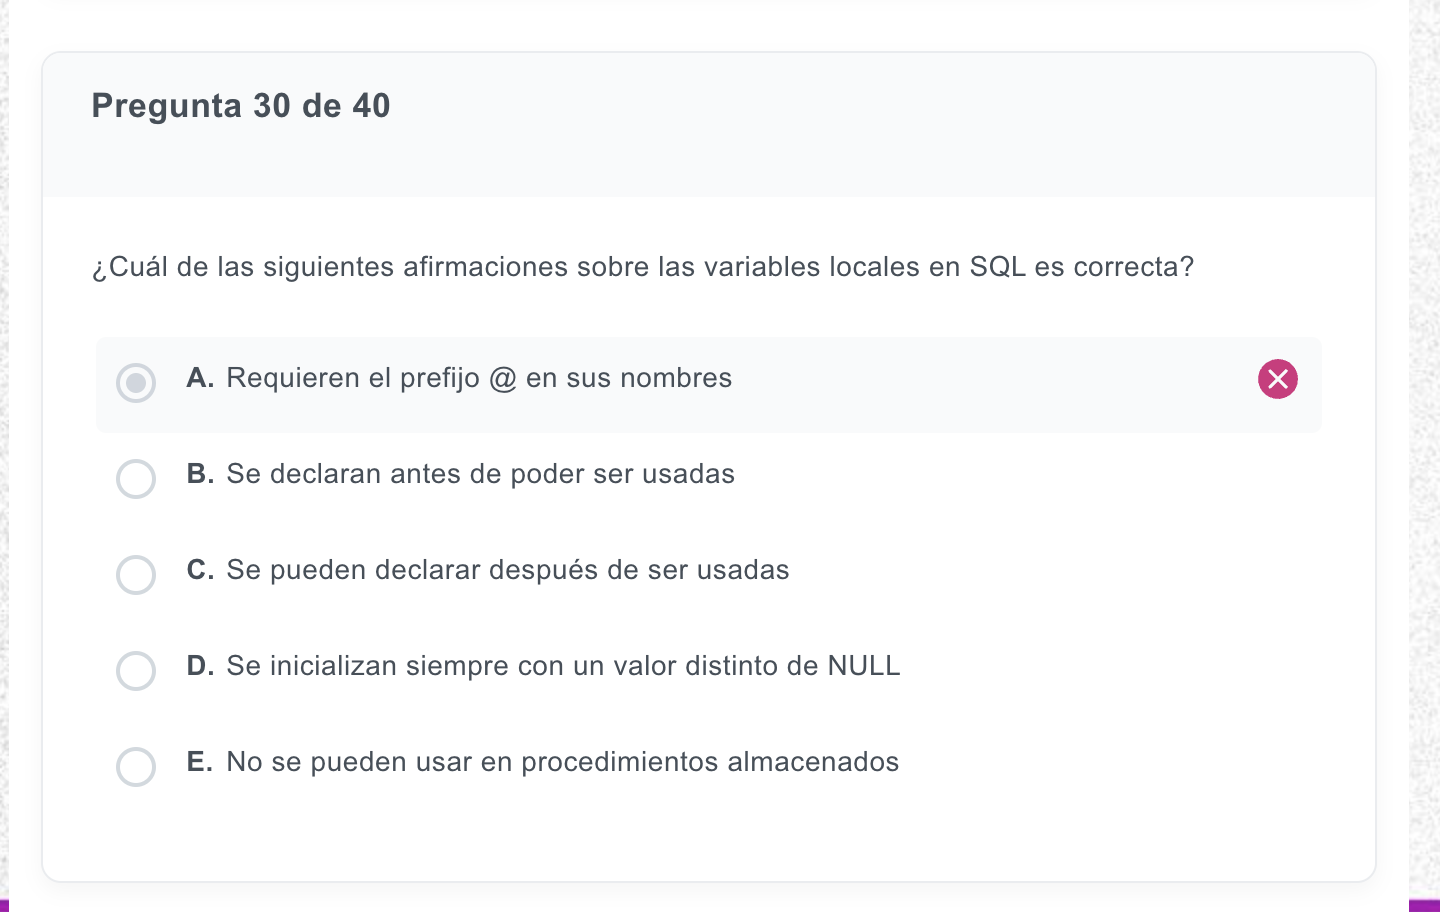 Pregunta 30 de 40
¿Cuál de las siguientes afirmaciones sobre las variables locales en SQL es correcta?
A. Requieren el prefijo @ en sus nombres
B. Se declaran antes de poder ser usadas
C. Se pueden declarar después de ser usadas
D. Se inicializan siempre con un valor distinto de NULL
E. No se pueden usar en procedimientos almacenados